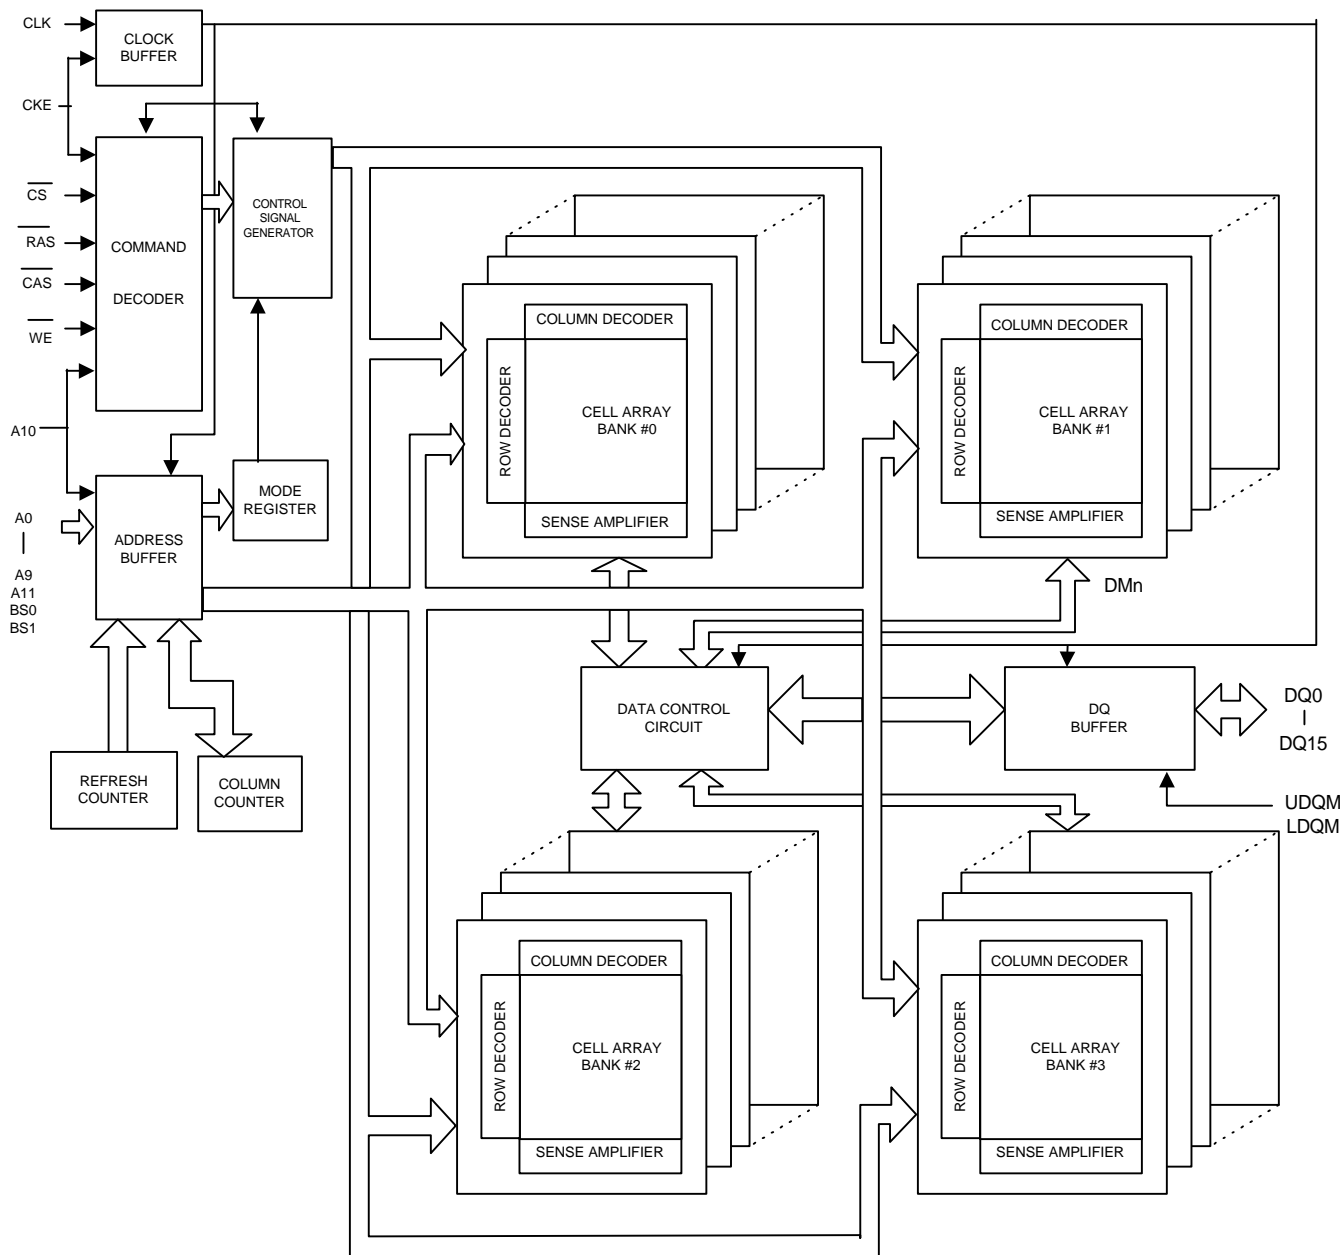 CLK
CLOCK
BUFFER
CKE
CS
RAS
CAS
WE
COMMAND
DECODER
CONTROL
SIGNAL
GENERATOR
A10
MODE
REGISTER
A0
A9
A11
BS0
BS1
ADDRESS
BUFFER
REFRESH
COUNTER
COLUMN
COUNTER
COLUMN DECODER
ROW DECODER
CELL ARRAY
BANK #0
SENSE AMPLIFIER
COLUMN DECODER
ROW DECODER
CELL ARRAY
BANK #1
SENSE AMPLIFIER
DMn
DATA CONTROL
CIRCUIT
DQ
BUFFER
DQ0
DQ15
UDQM
LDQM
COLUMN DECODER
ROW DECODER
CELL ARRAY
BANK #2
SENSE AMPLIFIER
COLUMN DECODER
ROW DECODER
CELL ARRAY
BANK #3
SENSE AMPLIFIER